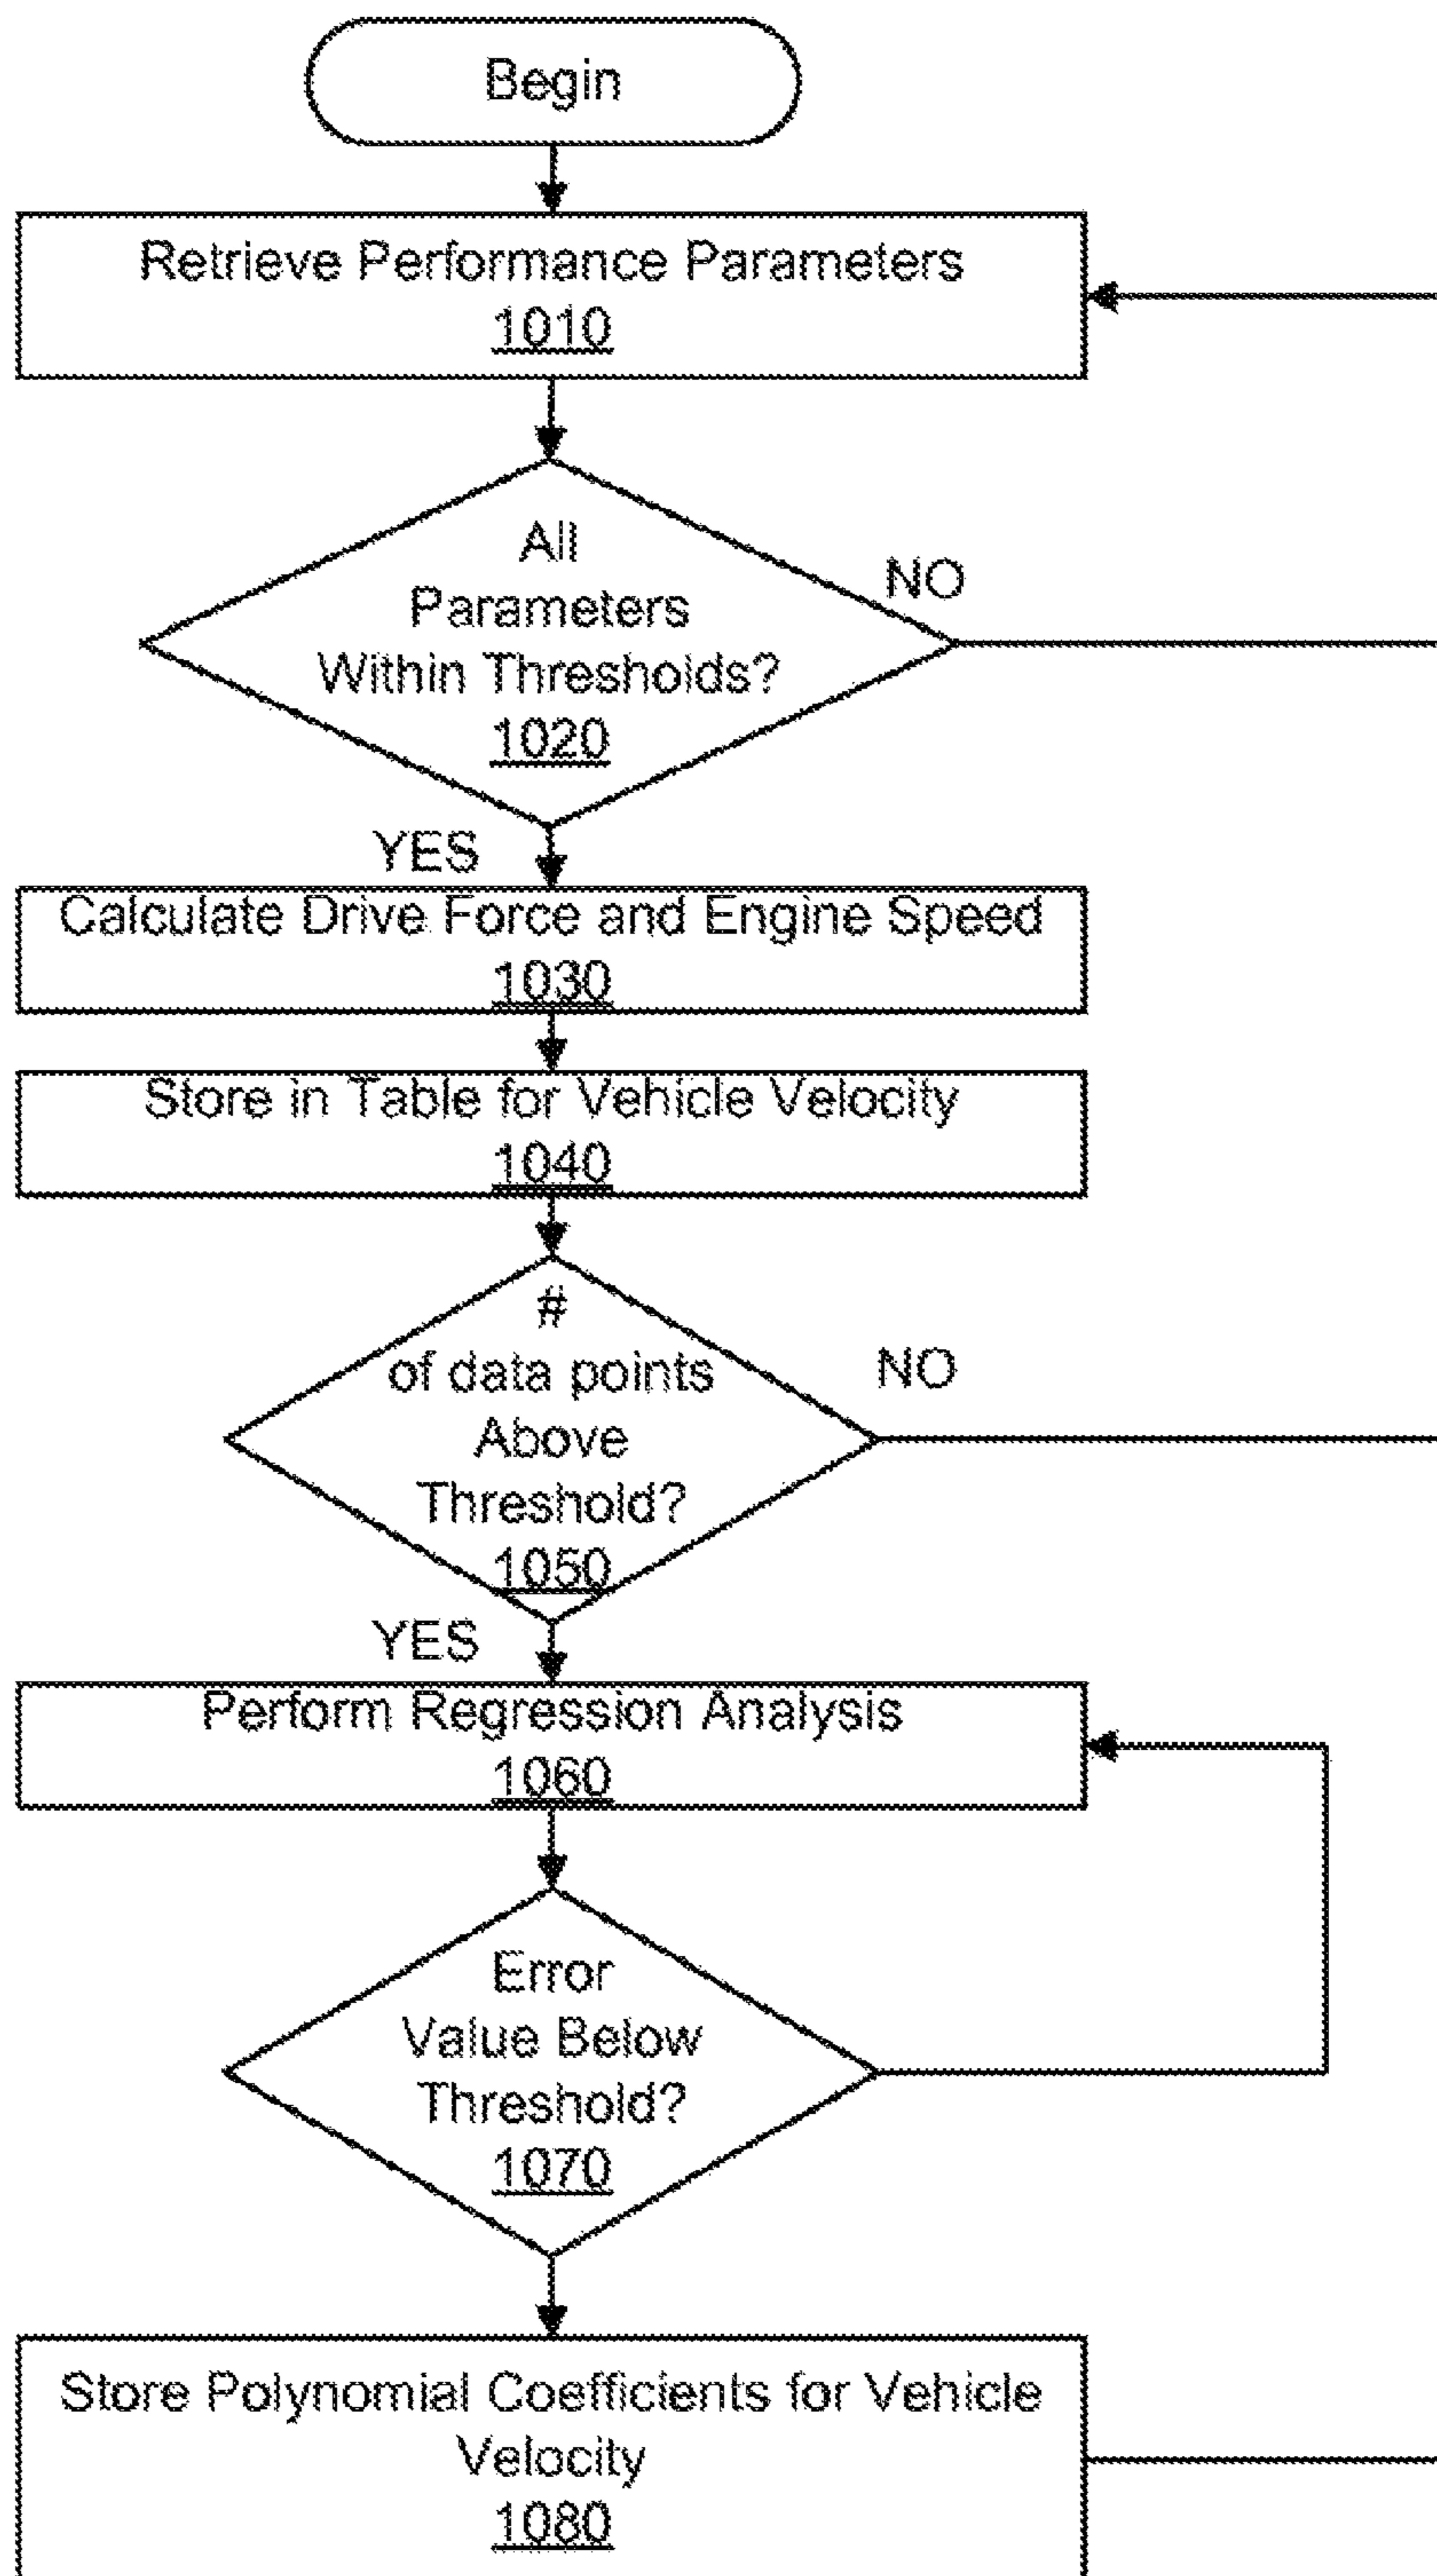 Begin
Retrieve Performance Parameters
1010
All
Parameters
Within Thresholds?
1020
NO
YES
Calculate Drive Force and Engine Speed
1030
Store in Table for Vehicle Velocity
1040
#
of data points
Above
Threshold?
1050
NO
YES
Perform Regression Analysis
1060
Error
Value Below
Threshold?
1070
Store Polynomial Coefficients for Vehicle
Velocity
1080